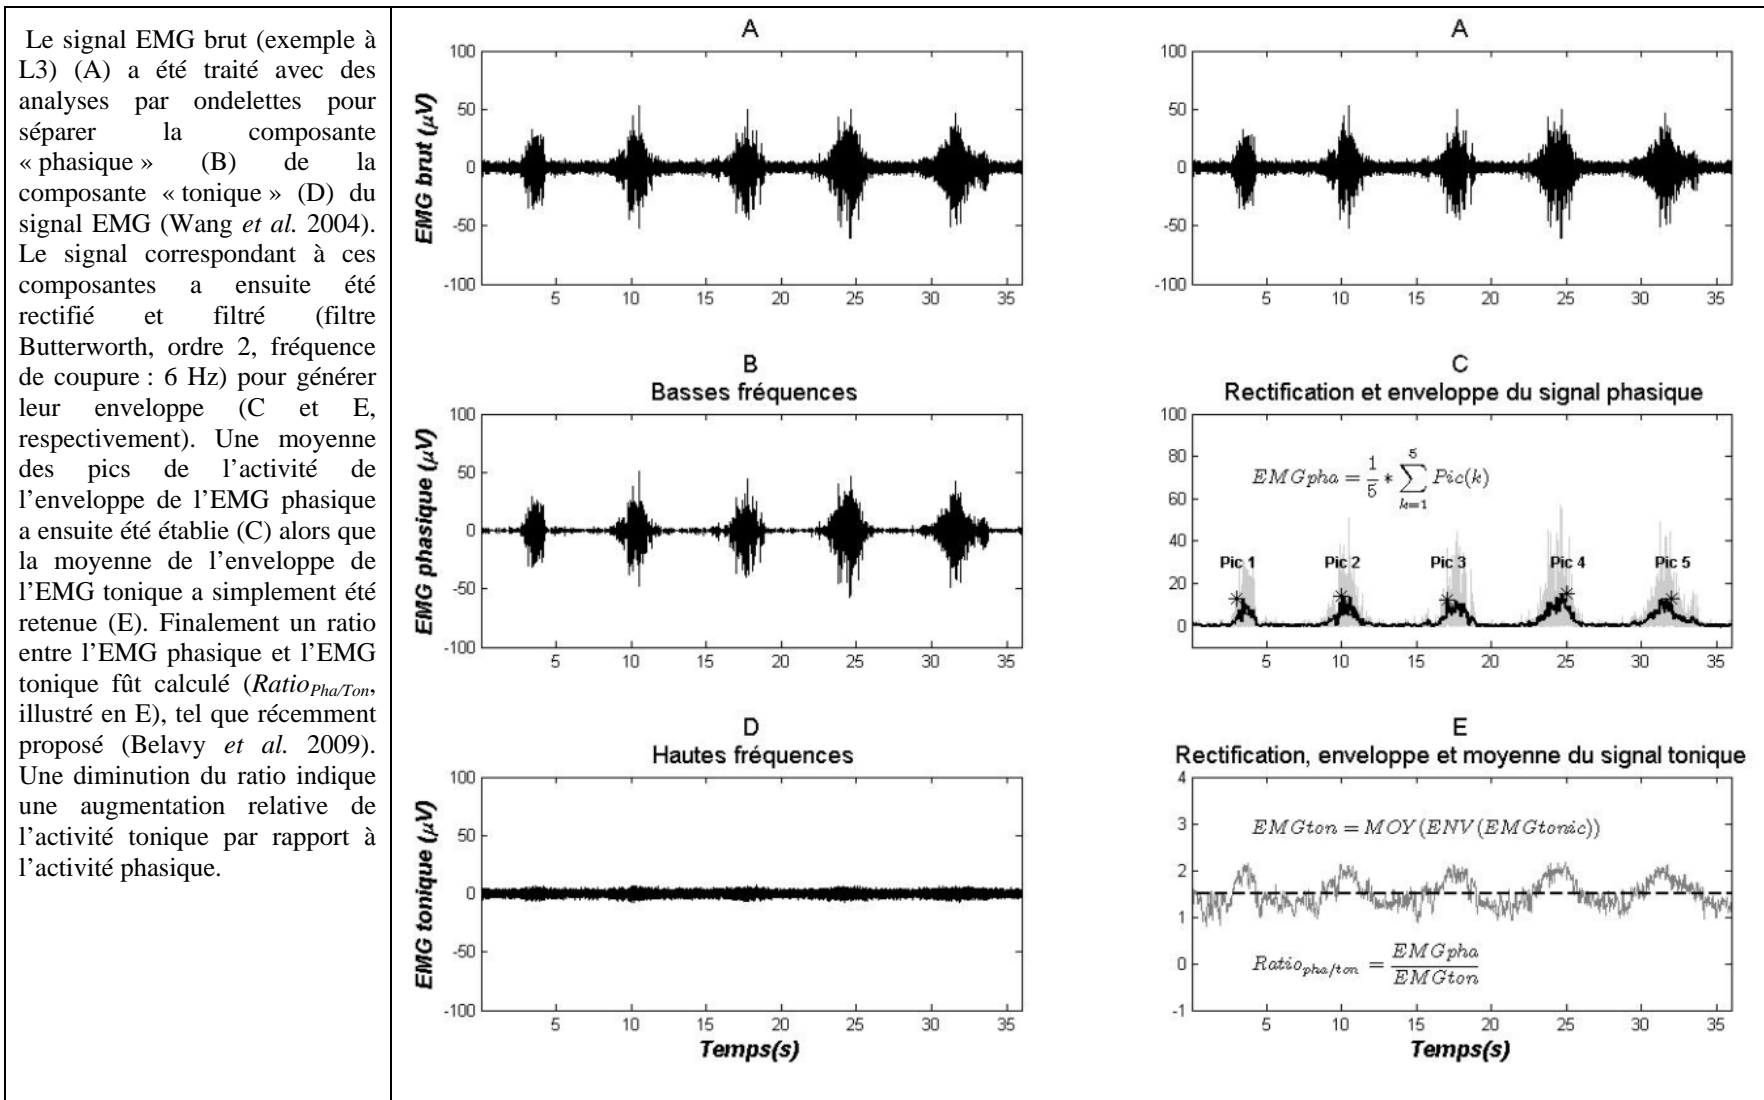 Le signal EMG brut (exemple à
L3) (A) a été traité avec des
analyses par ondelettes pour
séparer la composante
« phasique » (B) de la
composante « tonique » (D) du
signal EMG (Wang et al. 2004).
Le signal correspondant à ces
composantes a ensuite été
rectifié et filtré (filtre
Butterworth, ordre 2, fréquence
de coupure : 6 Hz) pour générer
leur enveloppe (C et E,
respectivement). Une moyenne
des pics de l’activité de
l’enveloppe de l’EMG phasique
a ensuite été établie (C) alors que
la moyenne de l’enveloppe de
l’EMG tonique a simplement été
retenue (E). Finalement un ratio
entre l’EMG phasique et l’EMG
tonique fût calculé (Ratio_{Pha/Ton},
illustré en E), tel que récemment
proposé (Belavy et al. 2009).
Une diminution du ratio indique
une augmentation relative de
l’activité tonique par rapport à
l’activité phasique.
A
EMG brut (µV)
100
50
0
-50
-100
5 10 15 20 25 30 35
A
100
50
0
-50
-100
5 10 15 20 25 30 35
B
Basses fréquences
EMG phasique (µV)
100
50
0
-50
-100
5 10 15 20 25 30 35
C
Rectification et enveloppe du signal phasique
100
80
60
40
20
0
EMGpha = \frac{1}{5} * \sum_{k=1}^{5} Pic(k)
Pic 1 Pic 2 Pic 3 Pic 4 Pic 5
5 10 15 20 25 30 35
D
Hautes fréquences
EMG tonique (µV)
100
50
0
-50
-100
5 10 15 20 25 30 35
Temps(s)
E
Rectification, enveloppe et moyenne du signal tonique
4
3
2
1
0
-1
EMGton = MOY(ENV(EMGtonic))
Ratio_{pha/ton} = \frac{EMGpha}{EMGton}
5 10 15 20 25 30 35
Temps(s)